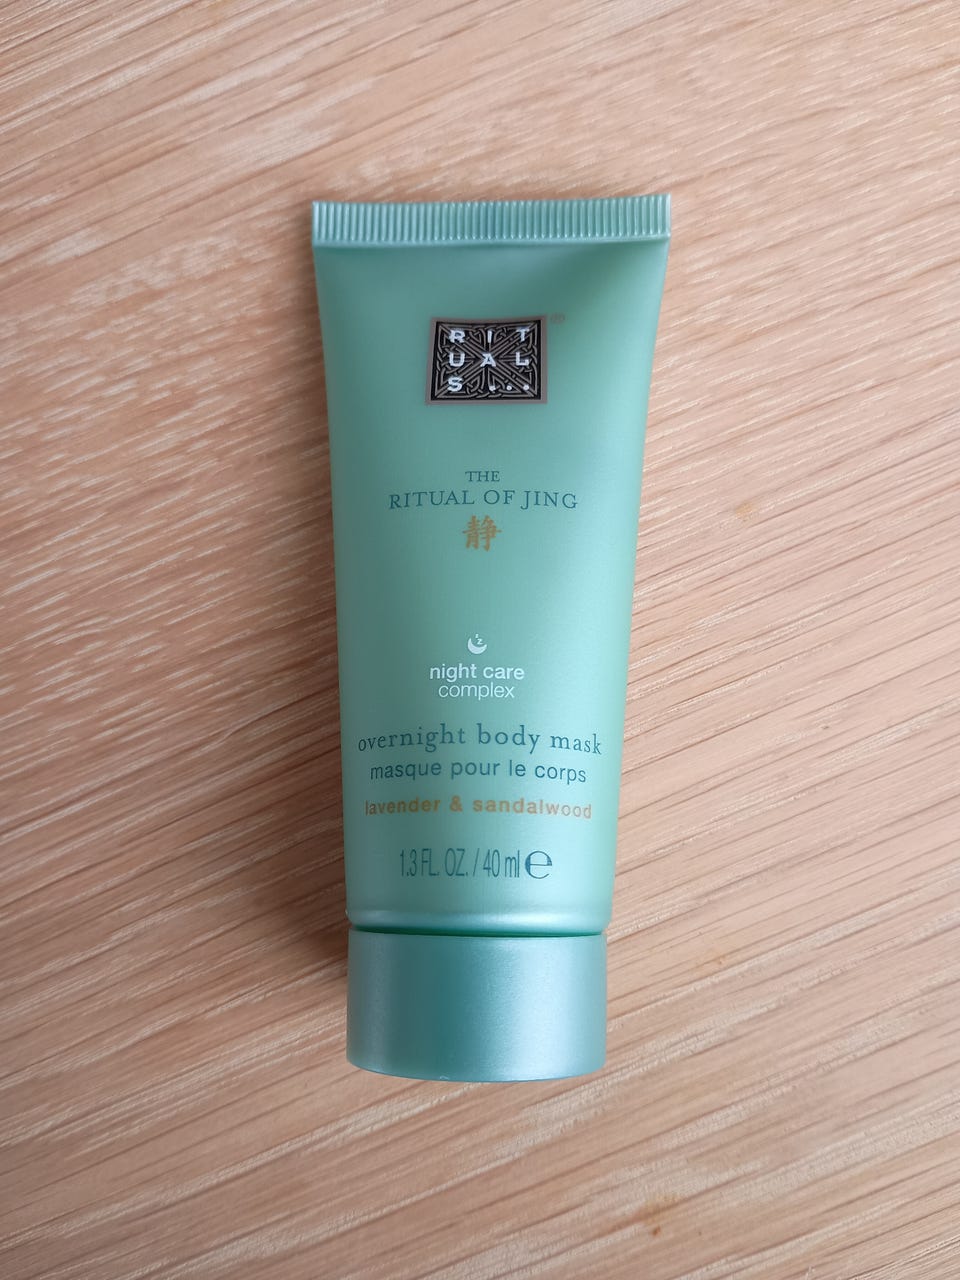 RIT
UAL
S...®
THE
RITUAL OF JING
静
z
night care
complex
overnight body mask
masque pour le corps
lavender & sandalwood
1.3 FL. OZ. / 40 ml ℮